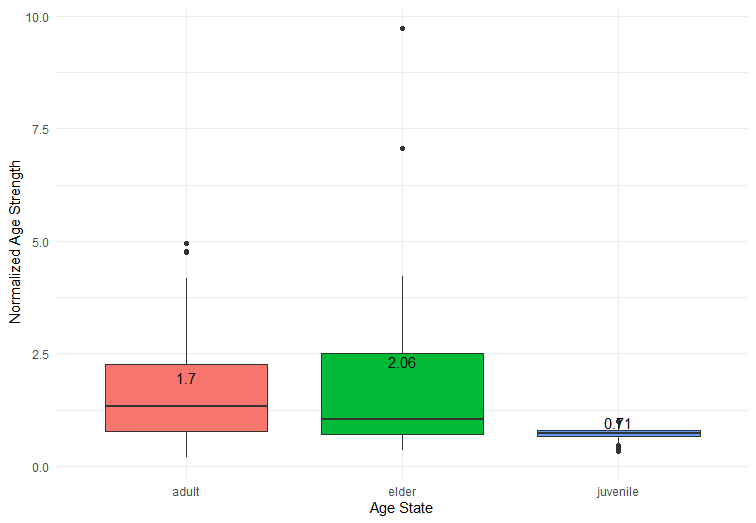 10.0
7.5
5.0
2.5
0.0
Normalized Age Strength
1.7
2.06
0.71
adult
elder
juvenile
Age State